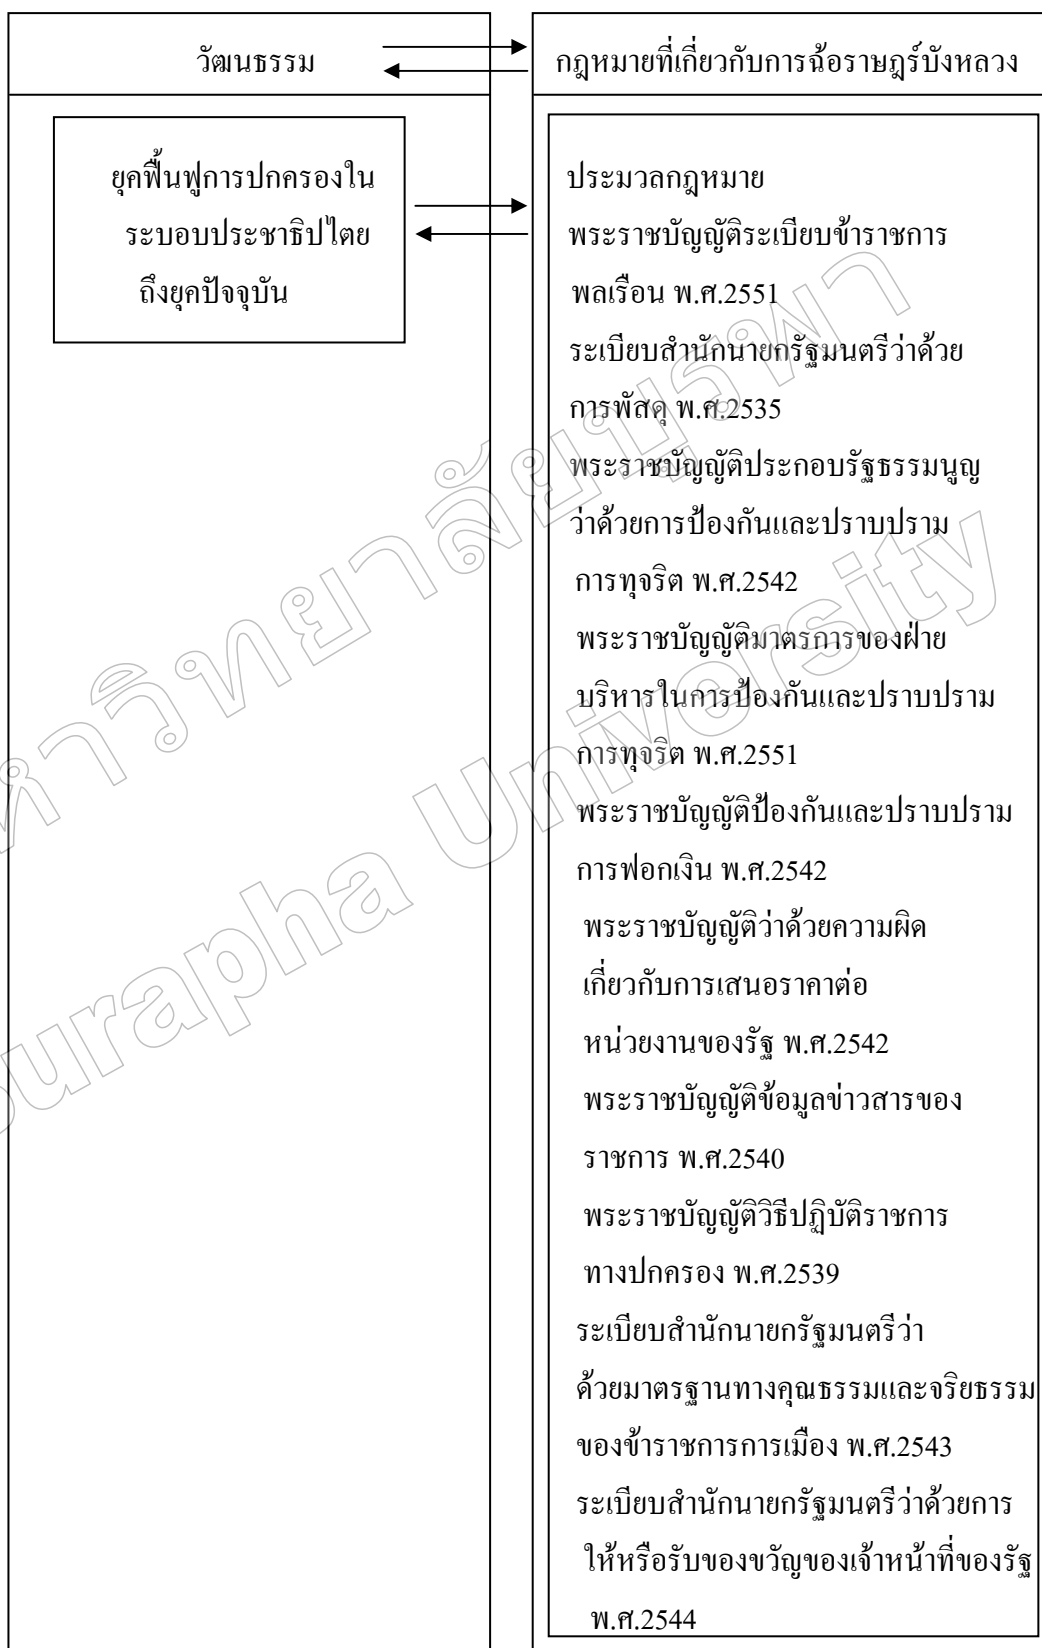 วัฒนธรรม
กฎหมายที่เกี่ยวกับการฉ้อราษฎร์บังหลวง
ยุคฟื้นฟูการปกครองใน
ระบอบประชาธิปไตย
ถึงยุคปัจจุบัน
ประมวลกฎหมาย
พระราชบัญญัติระเบียบข้าราชการ
พลเรือน พ.ศ.2551
ระเบียบสำนักนายกรัฐมนตรีว่าด้วย
การพัสดุ พ.ศ.2535
พระราชบัญญัติประกอบรัฐธรรมนูญ
ว่าด้วยการป้องกันและปราบปราม
การทุจริต พ.ศ.2542
พระราชบัญญัติมาตรการของฝ่าย
บริหารในการป้องกันและปราบปราม
การทุจริต พ.ศ.2551
พระราชบัญญัติป้องกันและปราบปราม
การฟอกเงิน พ.ศ.2542
พระราชบัญญัติว่าด้วยความผิด
เกี่ยวกับการเสนอราคาต่อ
หน่วยงานของรัฐ พ.ศ.2542
พระราชบัญญัติข้อมูลข่าวสารของ
ราชการ พ.ศ.2540
พระราชบัญญัติวิธีปฏิบัติราชการ
ทางปกครอง พ.ศ.2539
ระเบียบสำนักนายกรัฐมนตรีว่า
ด้วยมาตรฐานทางคุณธรรมและจริยธรรม
ของข้าราชการการเมือง พ.ศ.2543
ระเบียบสำนักนายกรัฐมนตรีว่าด้วยการ
ให้หรือรับของขวัญของเจ้าหน้าที่ของรัฐ
พ.ศ.2544
หาวิทยาลัยบูรพา
urapha University